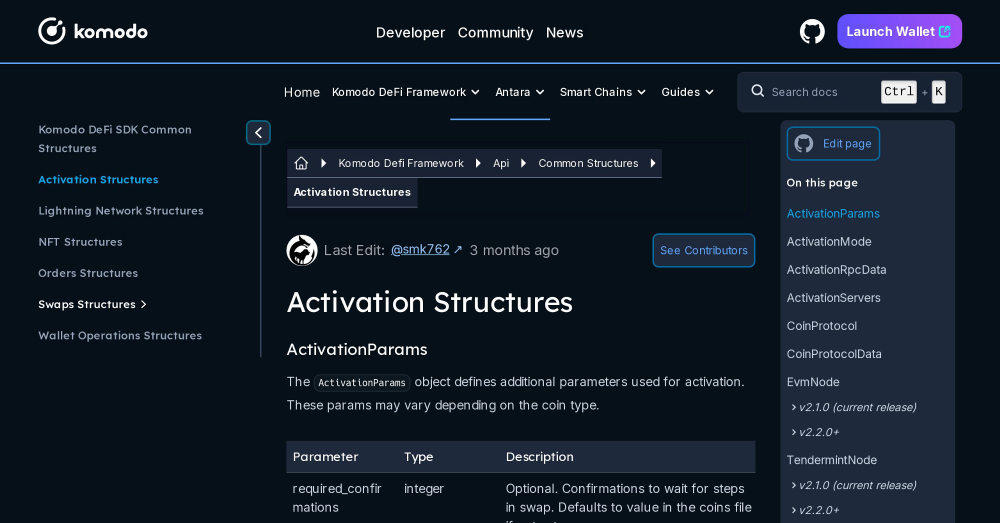 komodo
Developer Community News
Launch Wallet
Home Komodo DeFi Framework Antara Smart Chains Guides
Search docs Ctrl + K
Komodo DeFi SDK Common
Structures
Activation Structures
Lightning Network Structures
NFT Structures
Orders Structures
Swaps Structures
Wallet Operations Structures
Komodo Defi Framework Api Common Structures
Activation Structures
Last Edit: @smk762 ↗ 3 months ago
See Contributors
Activation Structures
ActivationParams
The ActivationParams object defines additional parameters used for activation.
These params may vary depending on the coin type.
Parameter Type Description
required_confir integer Optional. Confirmations to wait for steps
mations in swap. Defaults to value in the coins file
Edit page
On this page
ActivationParams
ActivationMode
ActivationRpcData
ActivationServers
CoinProtocol
CoinProtocolData
EvmNode
v2.1.0 (current release)
v2.2.0+
TendermintNode
v2.1.0 (current release)
v2.2.0+